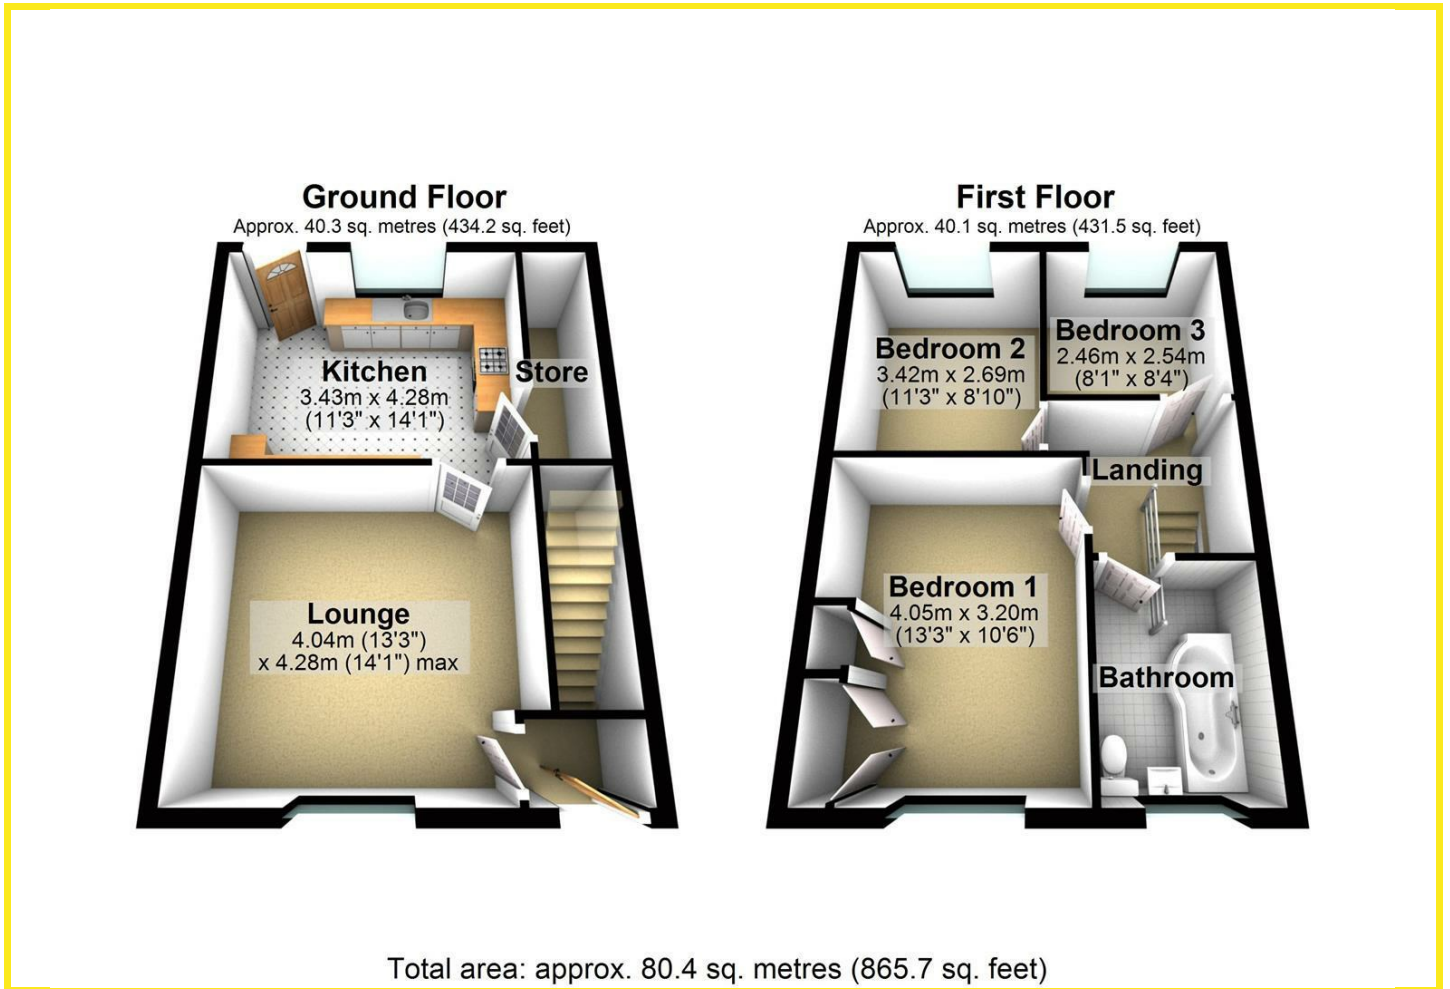 Ground Floor
Approx. 40.3 sq. metres (434.2 sq. feet)
Kitchen
3.43m x 4.28m
(11'3" x 14'1")
Store
Lounge
4.04m (13'3")
x 4.28m (14'1") max
First Floor
Approx. 40.1 sq. metres (431.5 sq. feet)
Bedroom 2
3.42m x 2.69m
(11'3" x 8'10")
Bedroom 3
2.46m x 2.54m
(8'1" x 8'4")
Landing
Bedroom 1
4.05m x 3.20m
(13'3" x 10'6")
Bathroom
Total area: approx. 80.4 sq. metres (865.7 sq. feet)